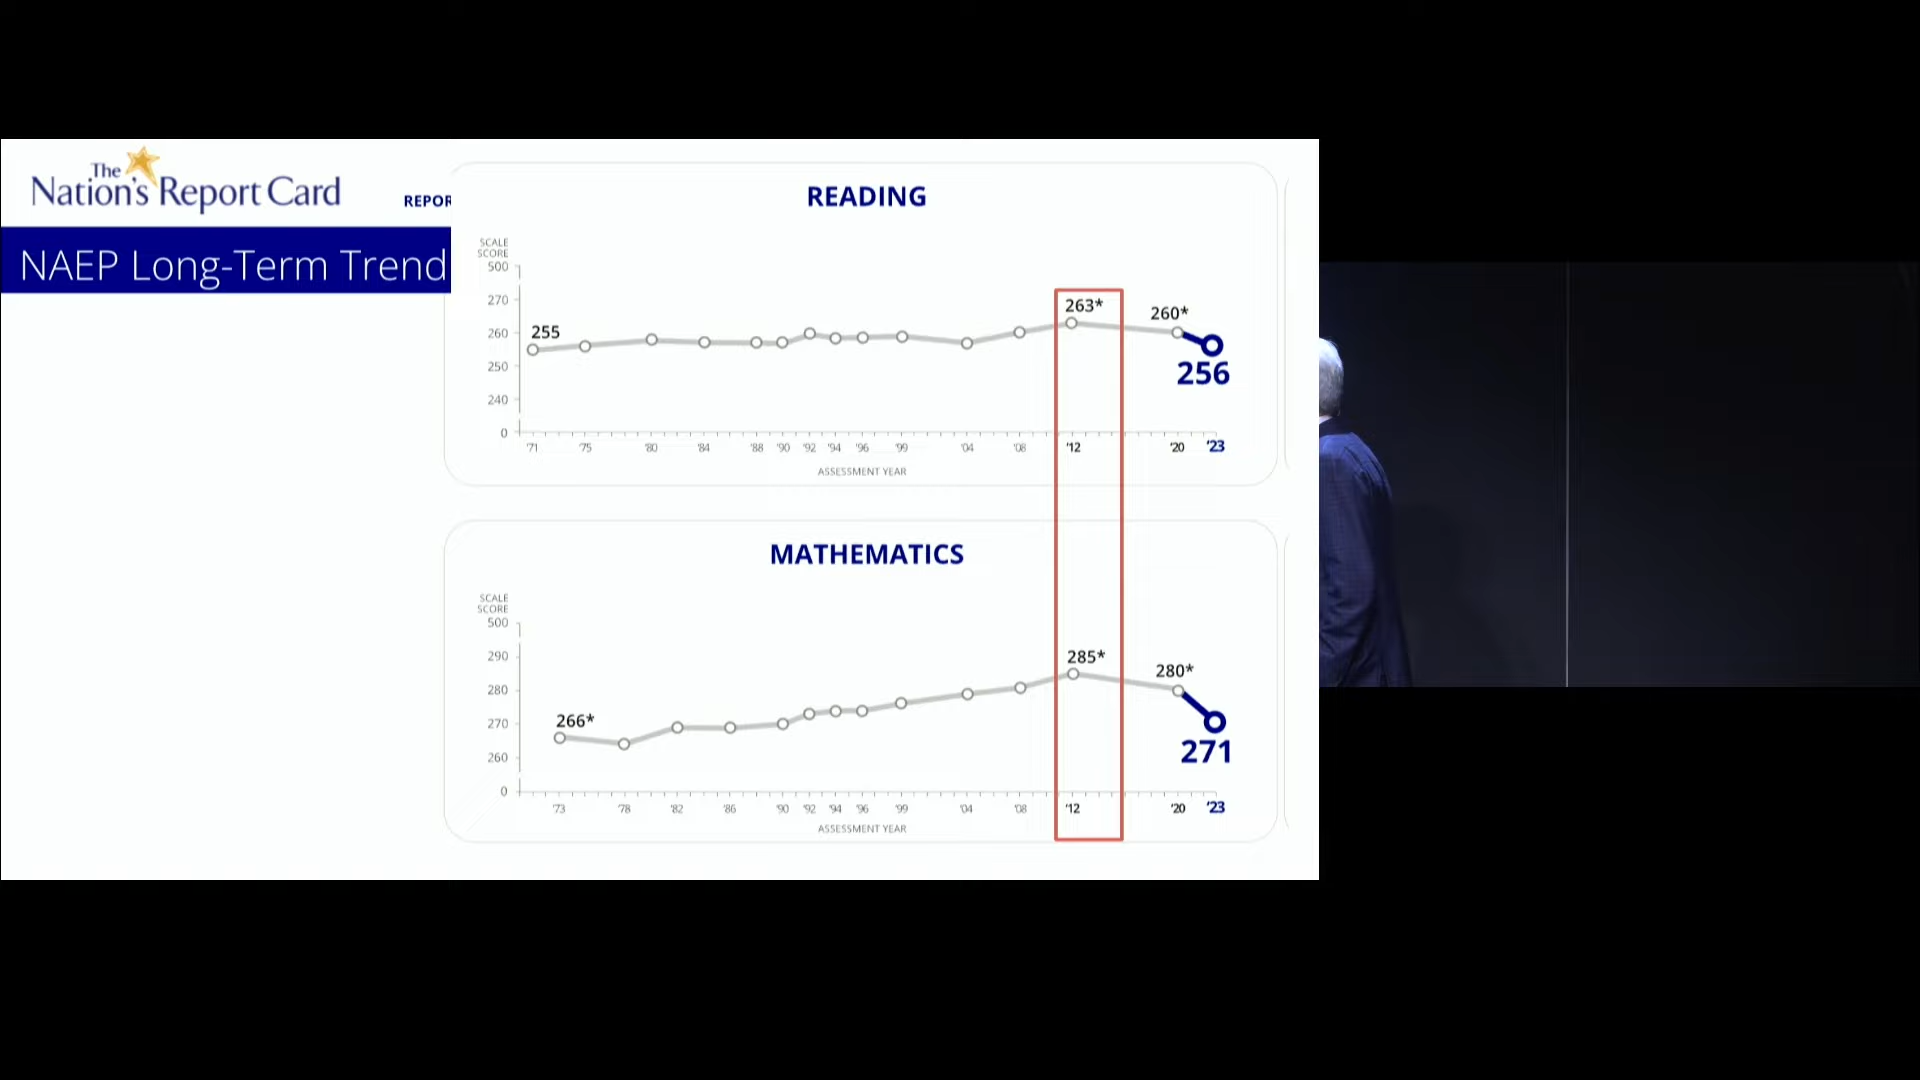 The
Nation's Report Card
REPOR
NAEP Long-Term Trend
READING
SCALE
SCORE
500
270
260
250
240
0
255
263*
260*
256
'71 '75 '80 '84 '88 '90 '92 '94 '96 '99 '04 '08 '12 '20 '23
ASSESSMENT YEAR
MATHEMATICS
SCALE
SCORE
500
290
280
270
260
0
266*
285*
280*
271
'73 '78 '82 '86 '90 '92 '94 '96 '99 '04 '08 '12 '20 '23
ASSESSMENT YEAR